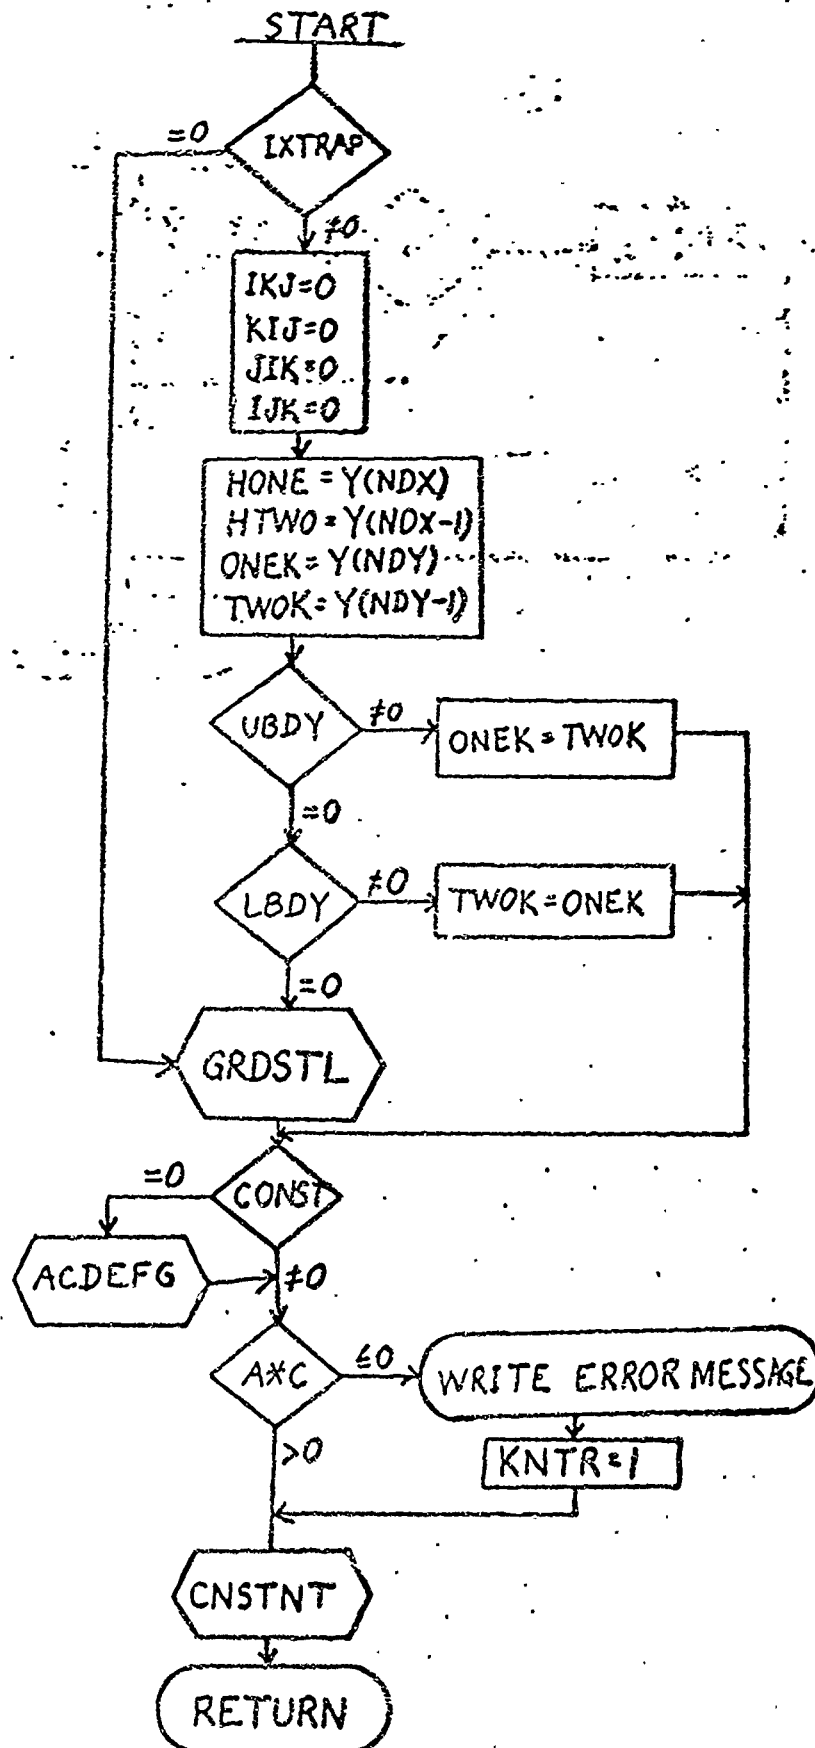 START
=0
IXTRAP
≠0
IKJ=0
KIJ=0
JIK=0
IJK=0
HONE=Y(NDX)
HTWO=Y(NDX-1)
ONEK=Y(NDY)
TWOK=Y(NDY-1)
UBDY
≠0
ONEK=TWOK
=0
LBDY
≠0
TWOK=ONEK
=0
GRDSTL
=0
CONST
ACDEFG
≠0
A*C
≤0
WRITE ERROR MESSAGE
>0
KNTR=1
CNSTNT
RETURN